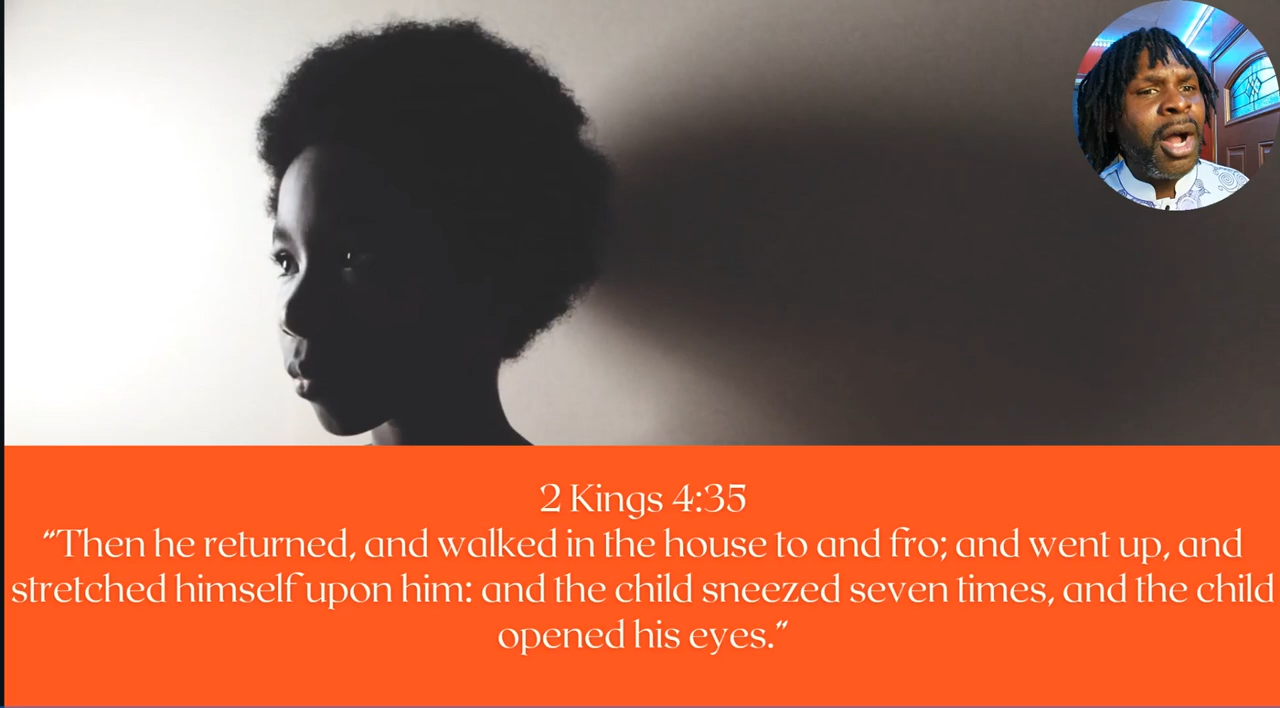 2 Kings 4:35
“Then he returned, and walked in the house to and fro; and went up, and
stretched himself upon him: and the child sneezed seven times, and the child
opened his eyes.”